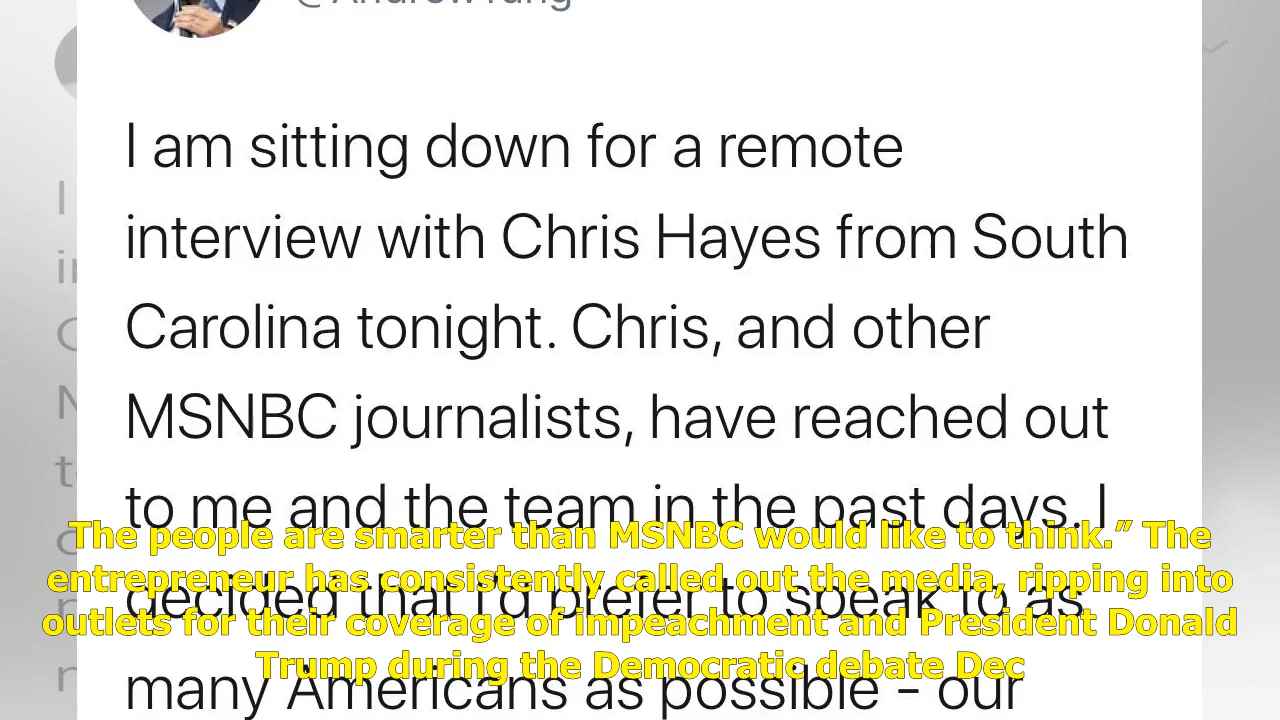 @AndrewYang
I am sitting down for a remote
interview with Chris Hayes from South
Carolina tonight. Chris, and other
MSNBC journalists, have reached out
to me and the team in the past days. I
decided that I'd prefer to speak to as
many Americans as possible – our
The people are smarter than MSNBC would like to think.” The
entrepreneur has consistently called out the media, ripping into
outlets for their coverage of impeachment and President Donald
Trump during the Democratic debate Dec